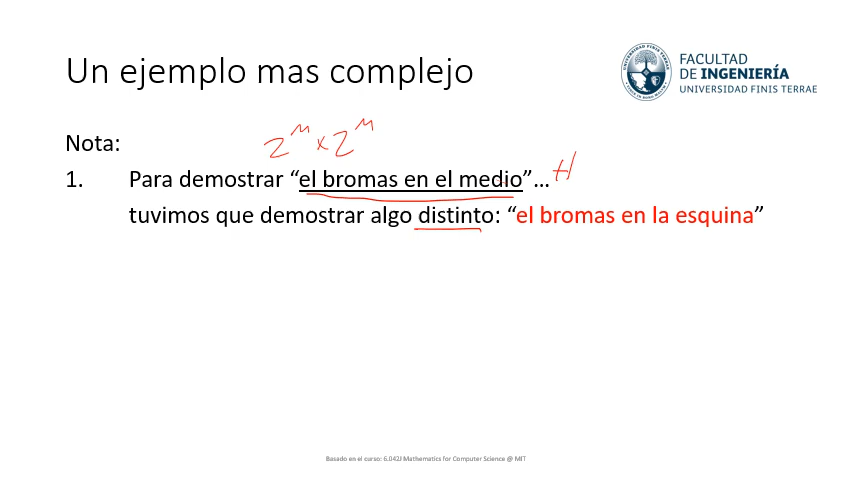 Un ejemplo mas complejo
FACULTAD
DE INGENIERÍA
UNIVERSIDAD FINIS TERRAE
Nota:
2^n x 2^n
1. Para demostrar “el bromas en el medio”...
tuvimos que demostrar algo distinto: “el bromas en la esquina”
Basado en el curso: 6.042J Mathematics for Computer Science @ MIT